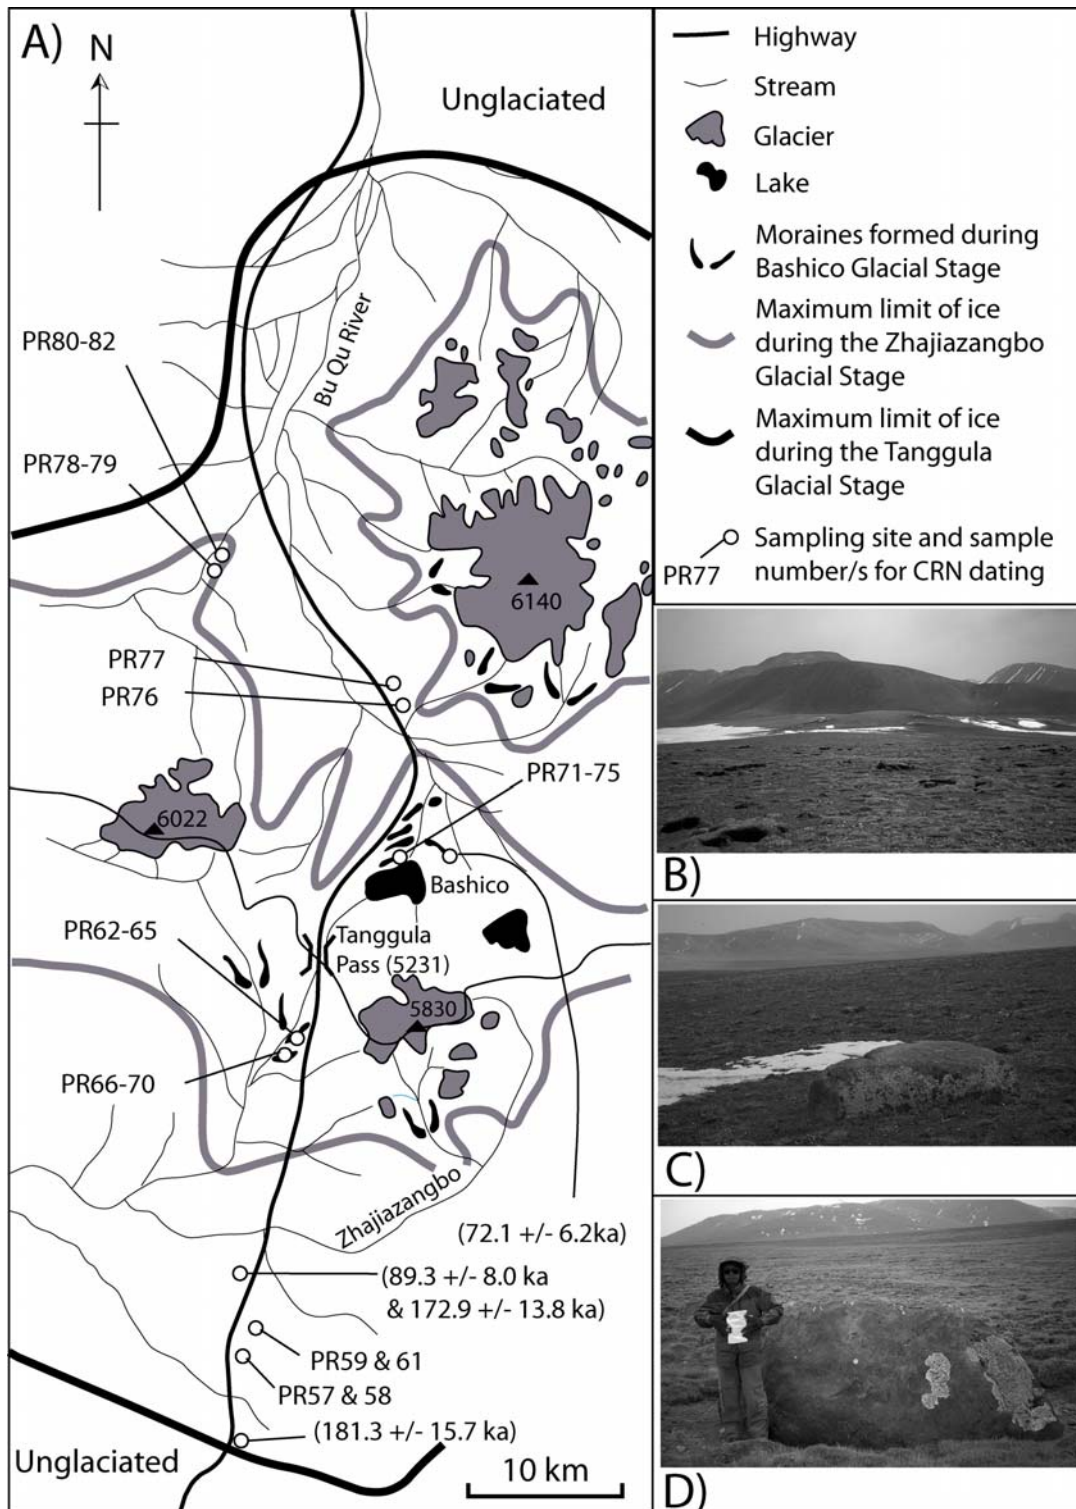 A)
N
Unglaciated
PR80-82
PR78-79
Bu Qu River
6140
PR77
PR76
PR71-75
6022
Bashico
PR62-65
Tanggula
Pass (5231)
5830
PR66-70
Zhajiazangbo
(72.1 +/- 6.2ka)
(89.3 +/- 8.0 ka
& 172.9 +/- 13.8 ka)
PR59 & 61
PR57 & 58
(181.3 +/- 15.7 ka)
Unglaciated
10 km
Highway
Stream
Glacier
Lake
Moraines formed during
Bashico Glacial Stage
Maximum limit of ice
during the Zhajiazangbo
Glacial Stage
Maximum limit of ice
during the Tanggula
Glacial Stage
Sampling site and sample
PR77 number/s for CRN dating
B)
C)
D)